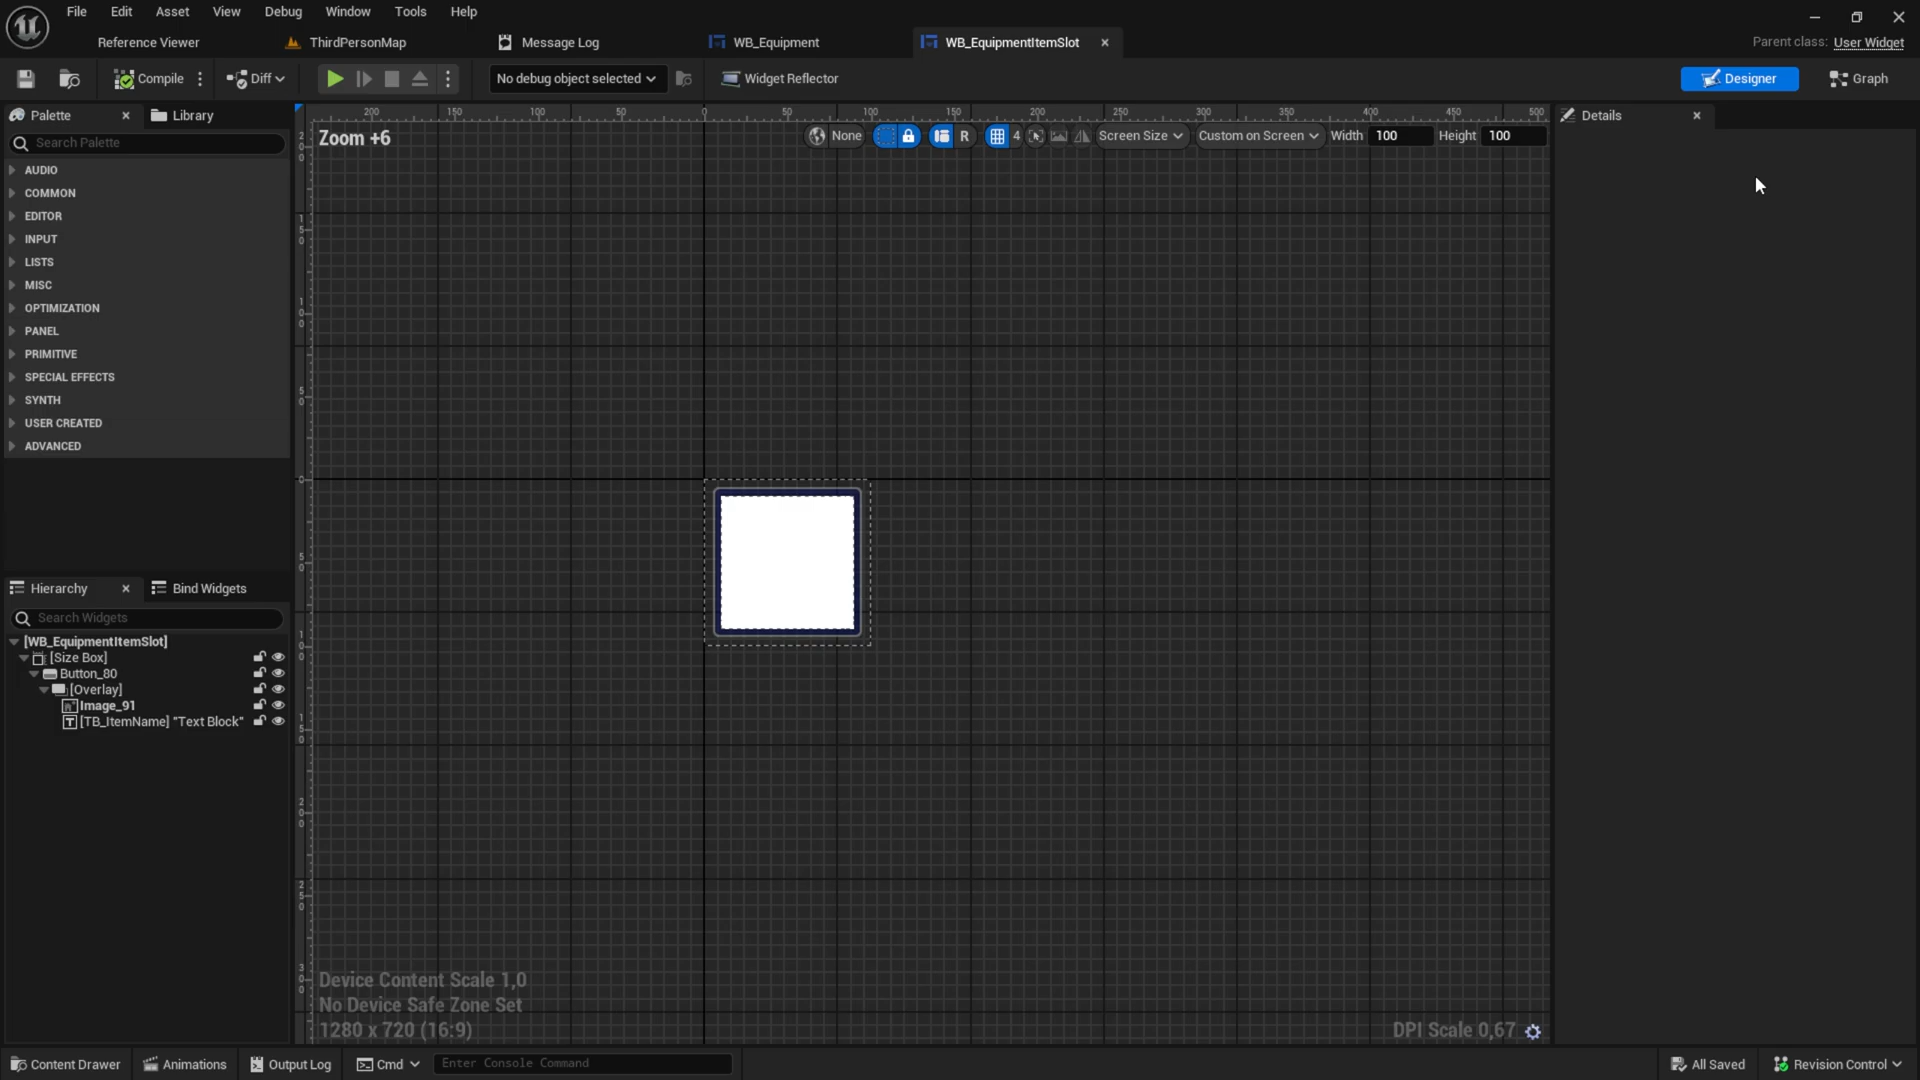 File Edit Asset View Debug Window Tools Help
Reference Viewer ThirdPersonMap Message Log WB_Equipment WB_EquipmentItemSlot Parent class: User Widget
Compile Diff No debug object selected Widget Reflector Designer Graph
Palette Library Details
Search Palette
AUDIO
COMMON
EDITOR
INPUT
LISTS
MISC
OPTIMIZATION
PANEL
PRIMITIVE
SPECIAL EFFECTS
SYNTH
USER CREATED
ADVANCED
200 150 100 50 0 50 100 150 200 250 300 350 400 450 500
Zoom +6 None R 4 Screen Size Custom on Screen Width 100 Height 100
Hierarchy Bind Widgets
Search Widgets
[WB_EquipmentItemSlot]
[Size Box]
Button_80
[Overlay]
Image_91
[TB_ItemName] "Text Block"
Device Content Scale 1,0
No Device Safe Zone Set
1280 x 720 (16:9) DPI Scale 0,67
Content Drawer Animations Output Log Cmd Enter Console Command All Saved Revision Control